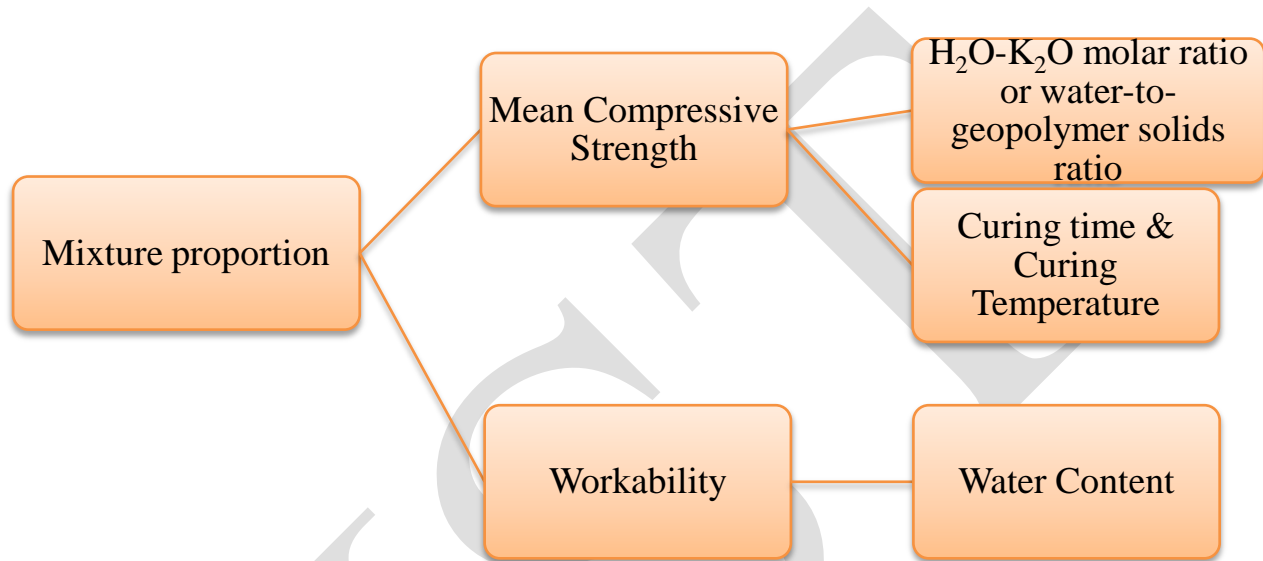 Mixture proportion
Mean Compressive
Strength
H₂O-K₂O molar ratio
or water-to-
geopolymer solids
ratio
Curing time &
Curing
Temperature
Workability
Water Content